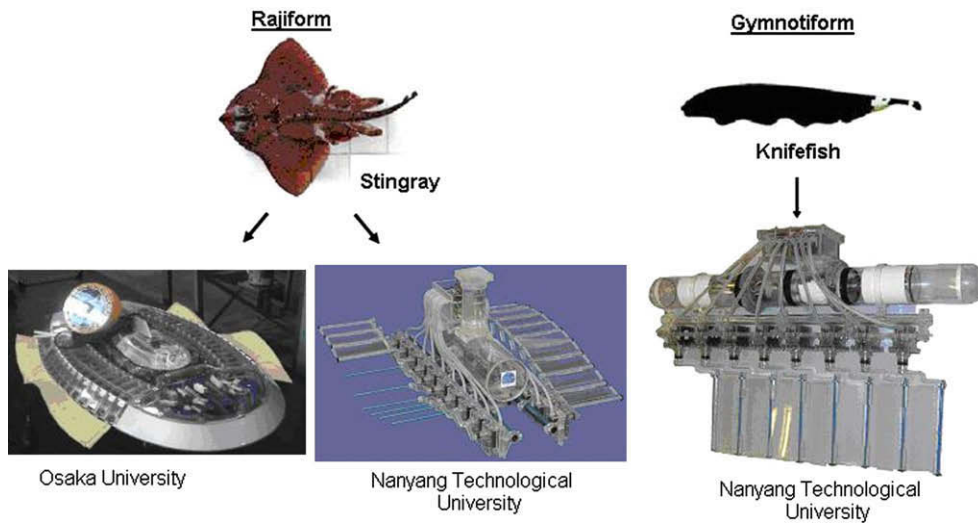 Rajiform
Stingray
Osaka University
Nanyang Technological
University
Gymnotiform
Knifefish
Nanyang Technological
University